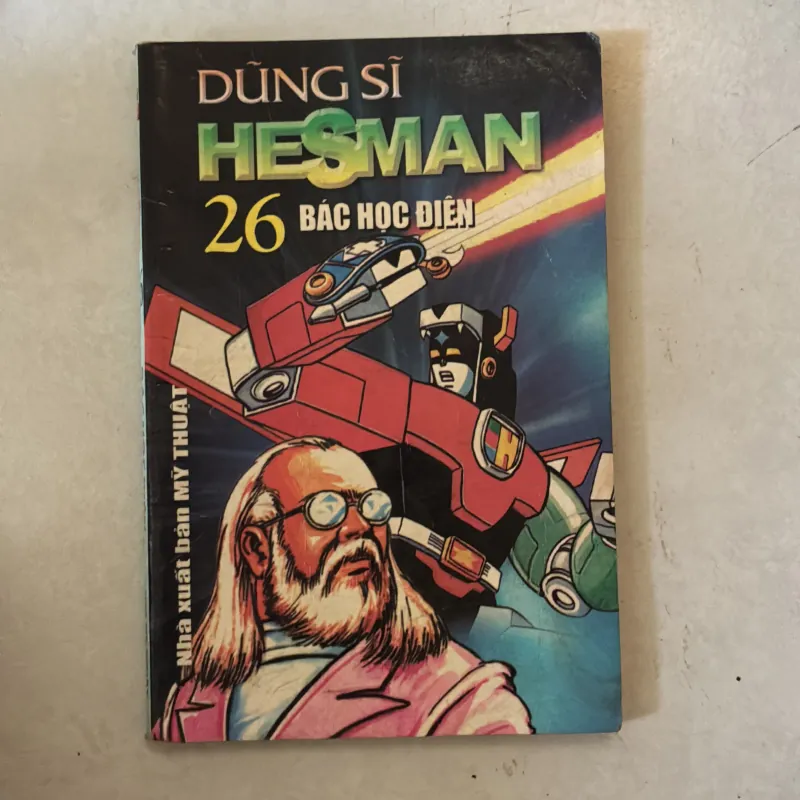 DŨNG SĨ
HESMAN
26 BÁC HỌC ĐIÊN
Nhà xuất bản MỸ THUẬT
H